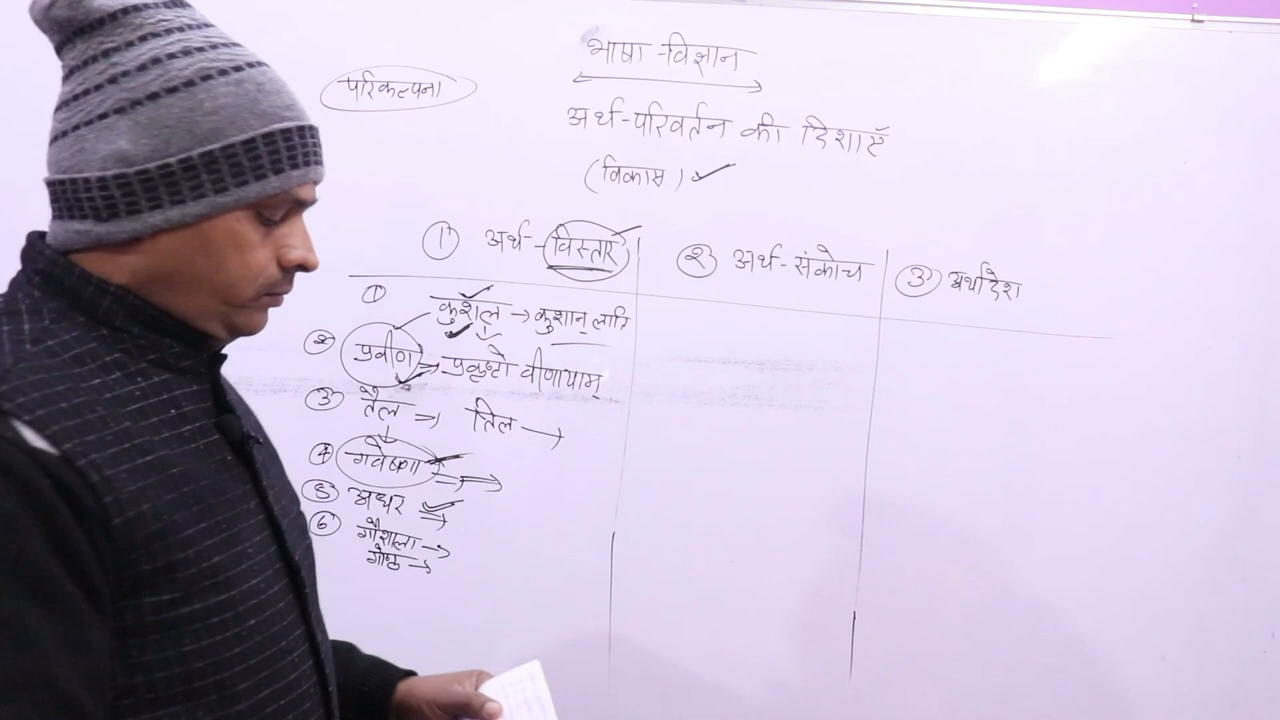 भाषा-विज्ञान
परिकल्पना
अर्थ-परिवर्तन की दिशाएँ
(विकास)
① अर्थ-विस्तार
② अर्थ-संकोच
③ अर्थादेश
① कुशल → कुशान् लाति
② प्रवीण ⇒ प्रकृष्टो वीणायाम्
③ तैल ⇒ तिल →
④ गवेषणा ⇒
⑤ अधर ⇒
⑥ गौशाला →
गोष्ठ →